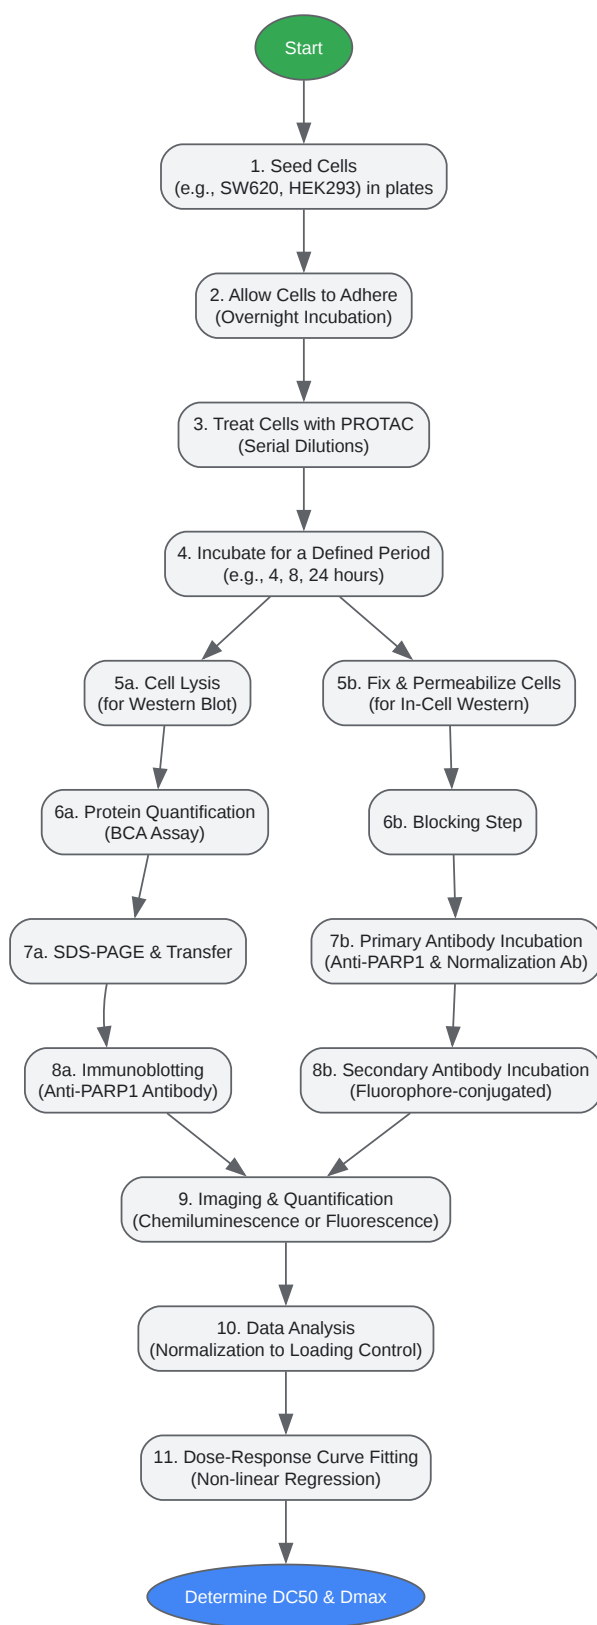 Start
1. Seed Cells
(e.g., SW620, HEK293) in plates
2. Allow Cells to Adhere
(Overnight Incubation)
3. Treat Cells with PROTAC
(Serial Dilutions)
4. Incubate for a Defined Period
(e.g., 4, 8, 24 hours)
5a. Cell Lysis
(for Western Blot)
5b. Fix & Permeabilize Cells
(for In-Cell Western)
6a. Protein Quantification
(BCA Assay)
6b. Blocking Step
7a. SDS-PAGE & Transfer
7b. Primary Antibody Incubation
(Anti-PARP1 & Normalization Ab)
8a. Immunoblotting
(Anti-PARP1 Antibody)
8b. Secondary Antibody Incubation
(Fluorophore-conjugated)
9. Imaging & Quantification
(Chemiluminescence or Fluorescence)
10. Data Analysis
(Normalization to Loading Control)
11. Dose-Response Curve Fitting
(Non-linear Regression)
Determine DC50 & Dmax